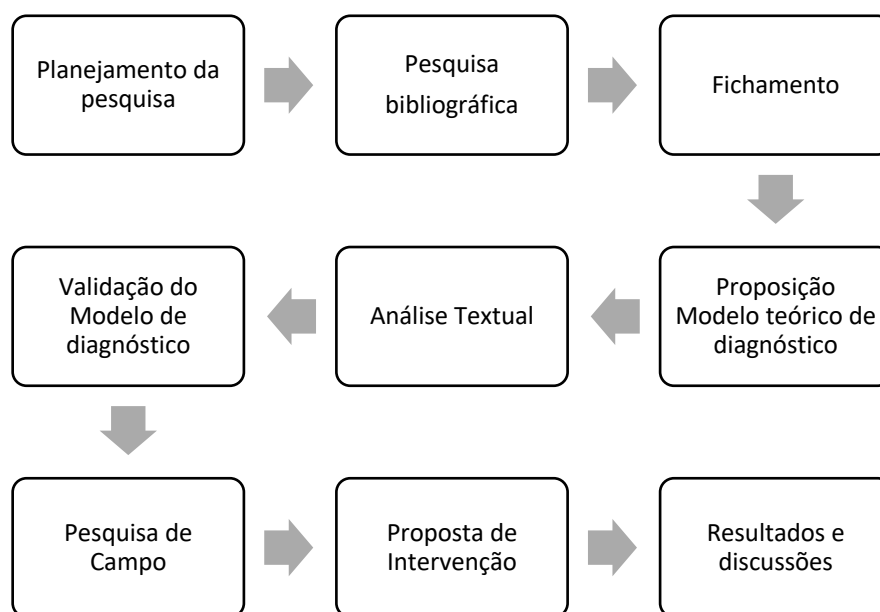 Planejamento da
pesquisa
Pesquisa
bibliográfica
Fichamento
Proposição
Modelo teórico de
diagnóstico
Análise Textual
Validação do
Modelo de
diagnóstico
Pesquisa de
Campo
Proposta de
Intervenção
Resultados e
discussões